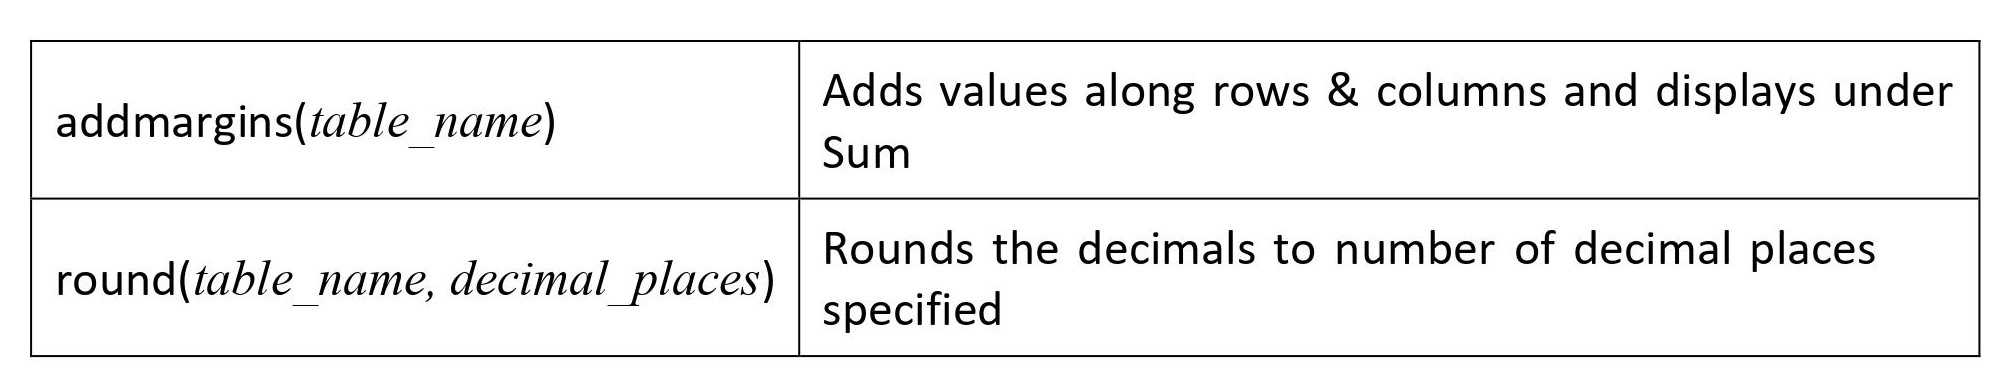 addmargins(table_name)
Adds values along rows & columns and displays under
Sum
round(table_name, decimal_places)
Rounds the decimals to number of decimal places
specified